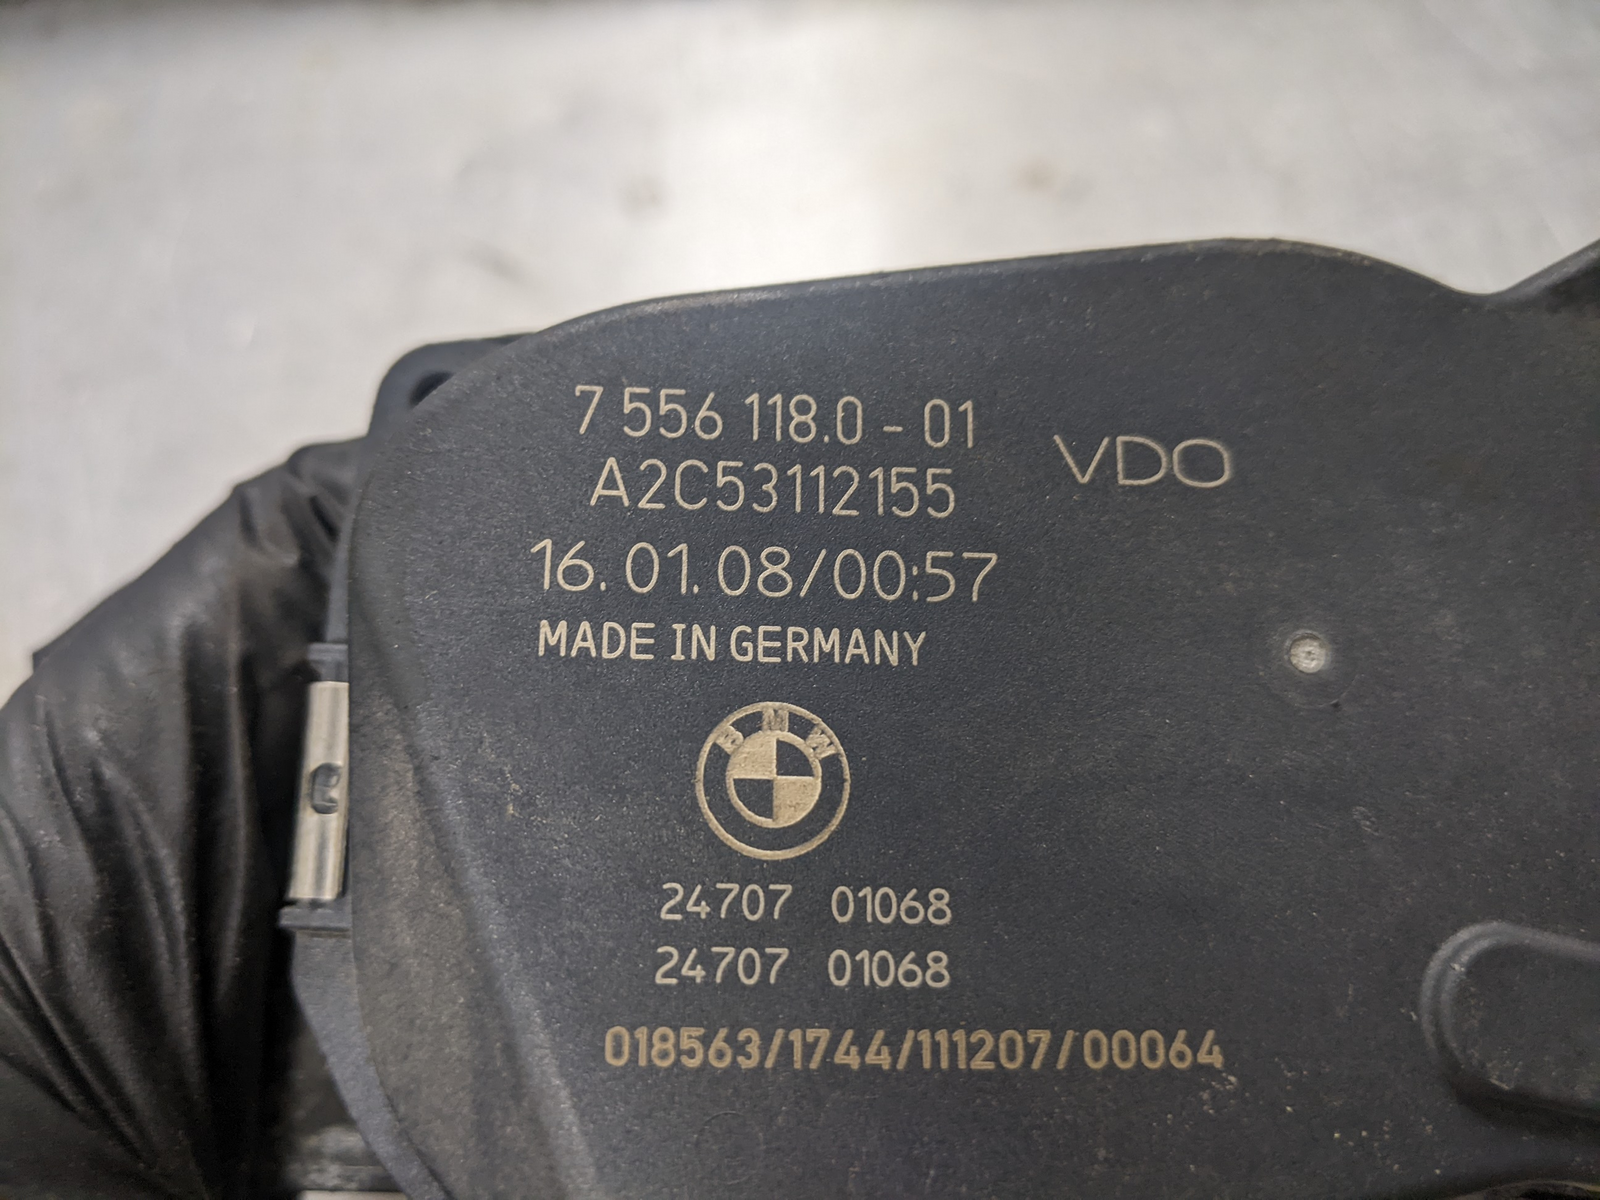 7 556 118.0 - 01
A2C53112155
VDO
16.01.08/00:57
MADE IN GERMANY
BMW
24707 01068
24707 01068
018563/1744/111207/00064